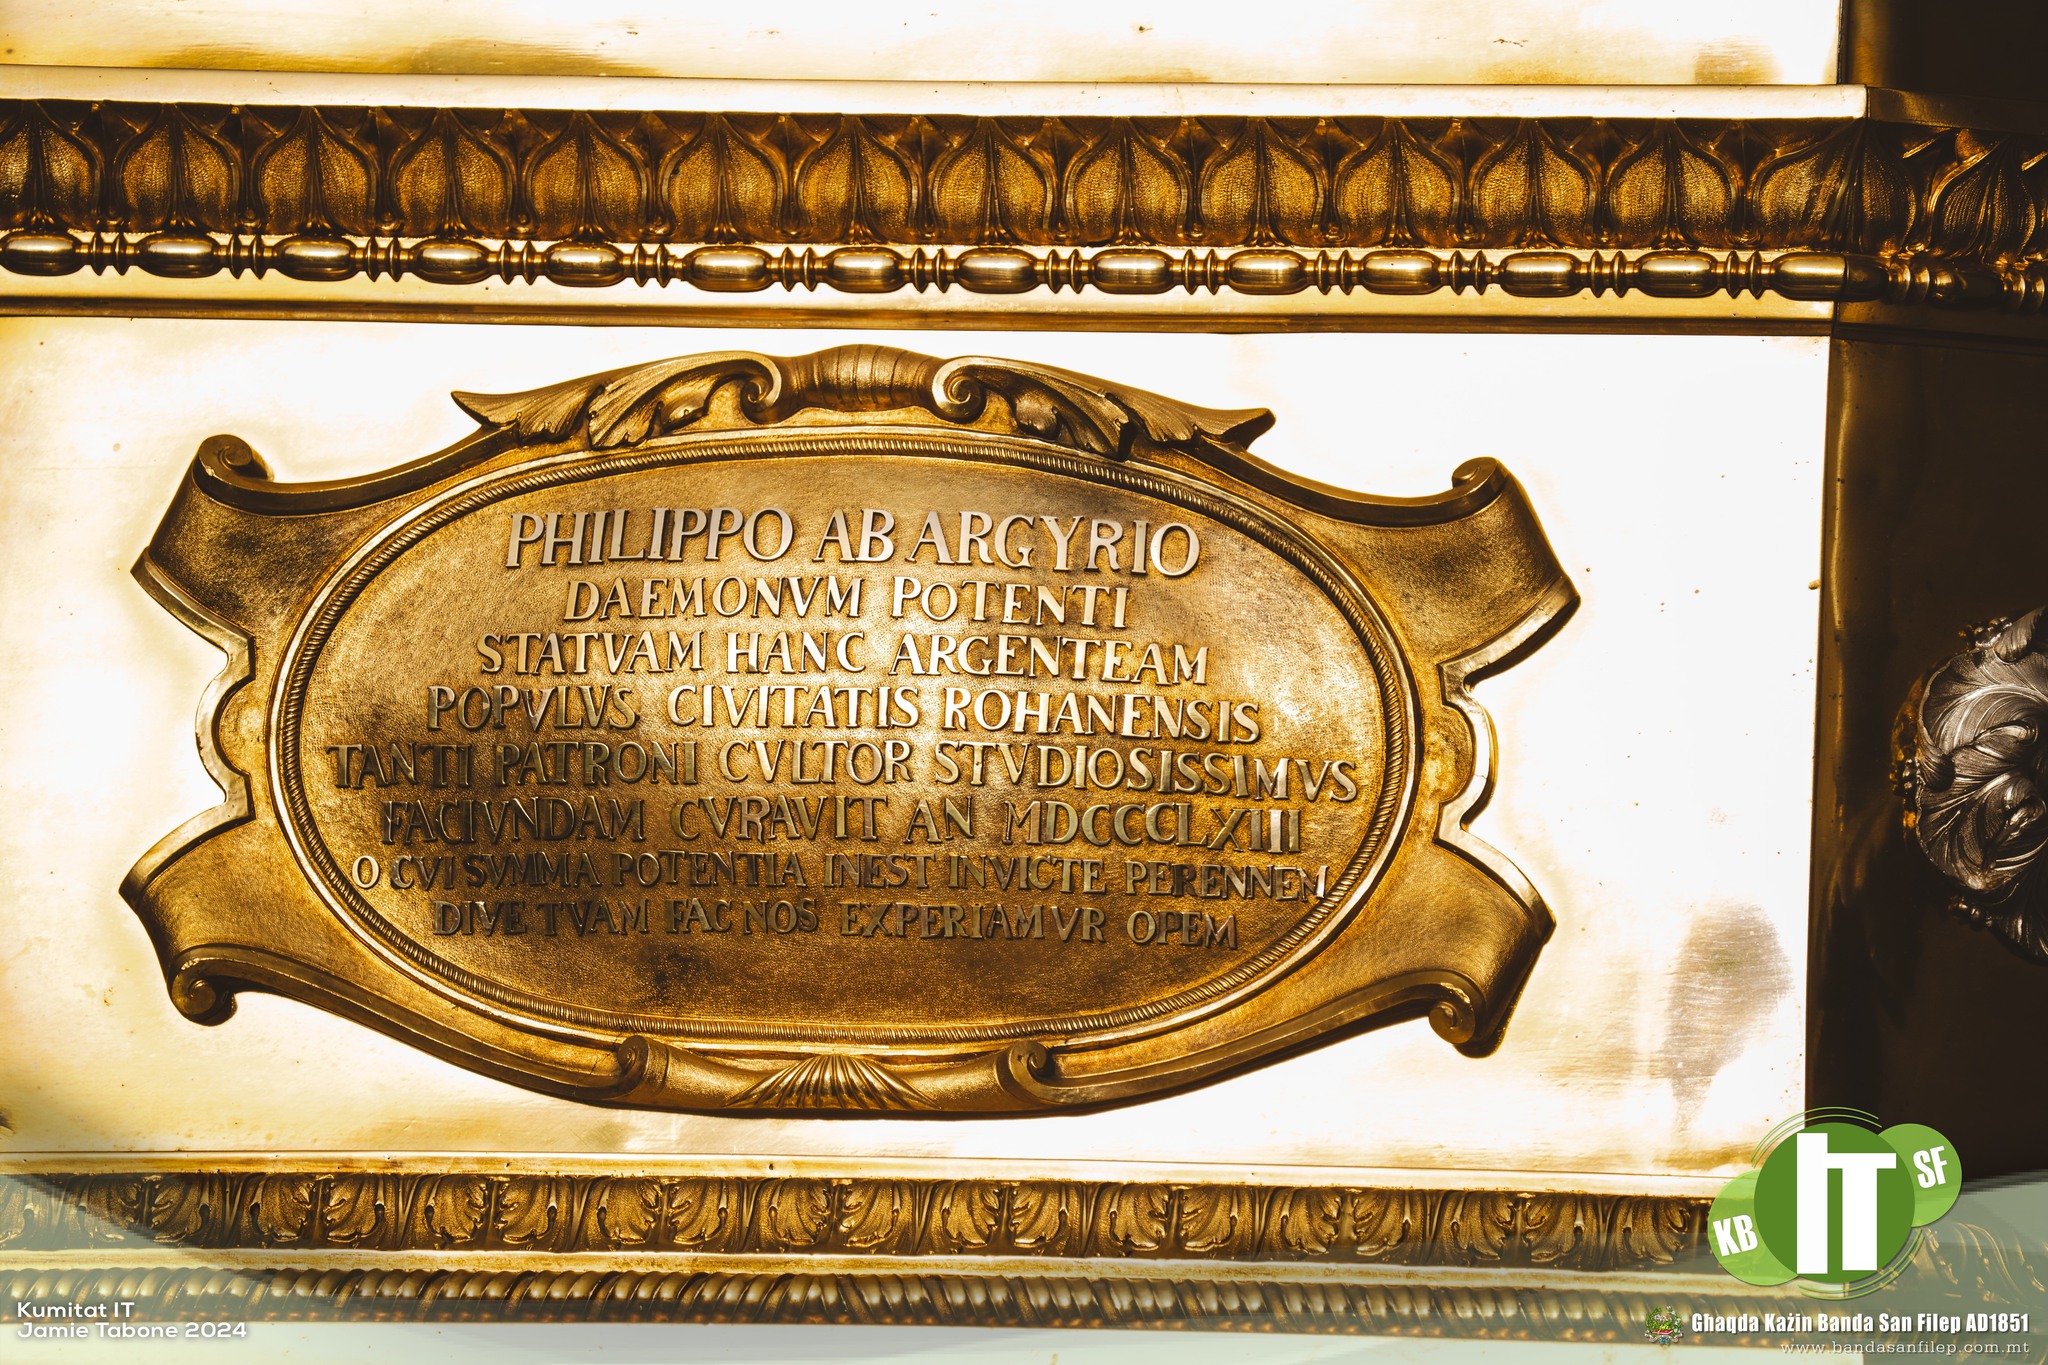 PHILIPPO AB ARGYRIO
DAEMONVM POTENTI
STATVAM HANC ARGENTEAM
POPVLVS CIVITATIS ROHANENSIS
TANTI PATRONI CVLTOR STVDIOSISSIMVS
FACIVNDAM CVRAVIT AN MDCCCLXIII
O CVI SVMMA POTENTIA INEST INVICTE PERENNEM
DIVE TVAM FAC NOS EXPERIAMVR OPEM
KB IT SF
Kumitat IT
Jamie Tabone 2024
Għaqda Każin Banda San Filep AD1851
www.bandasanfilep.com.mt